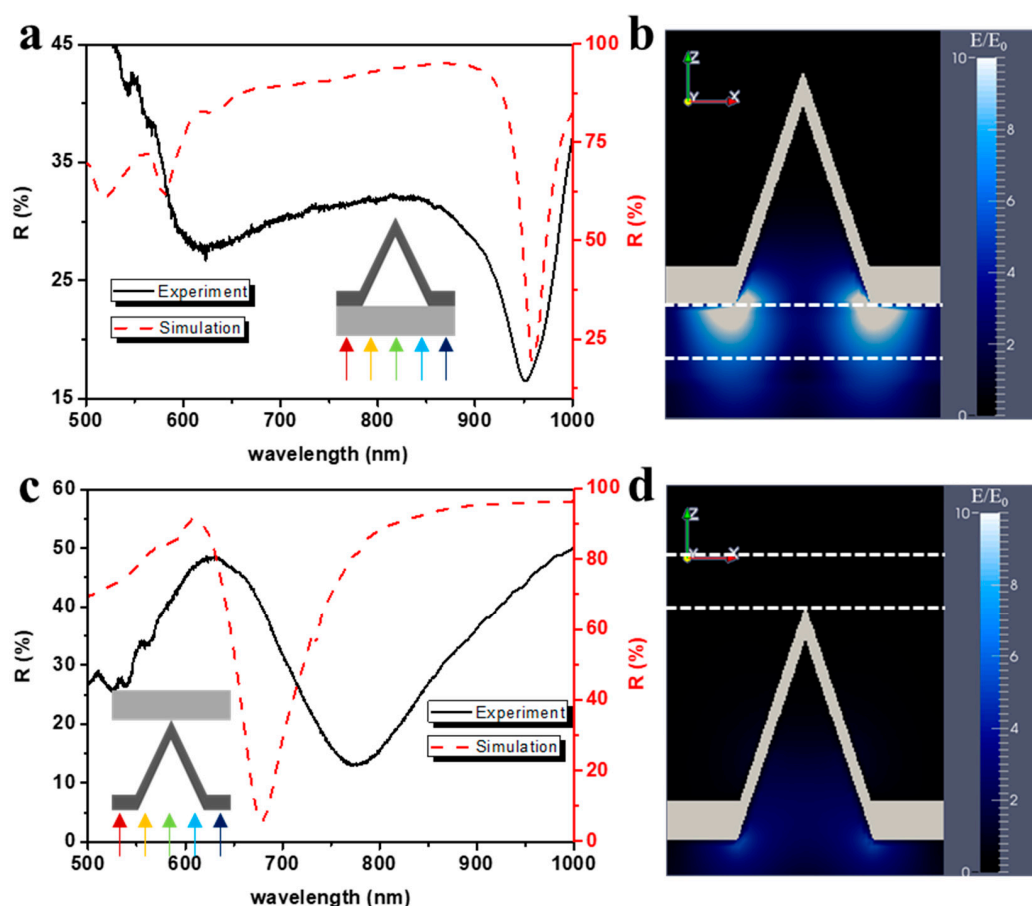 a
45
35
25
15
R (%)
100
75
50
25
R (%)
Experiment
Simulation
500 600 700 800 900 1000
wavelength (nm)
b
Z
Y X
E/E0
10
8
6
4
2
0
c
60
50
40
30
20
10
0
R (%)
100
80
60
40
20
0
R (%)
Experiment
Simulation
500 600 700 800 900 1000
wavelength (nm)
d
Z
Y X
E/E0
10
8
6
4
2
0